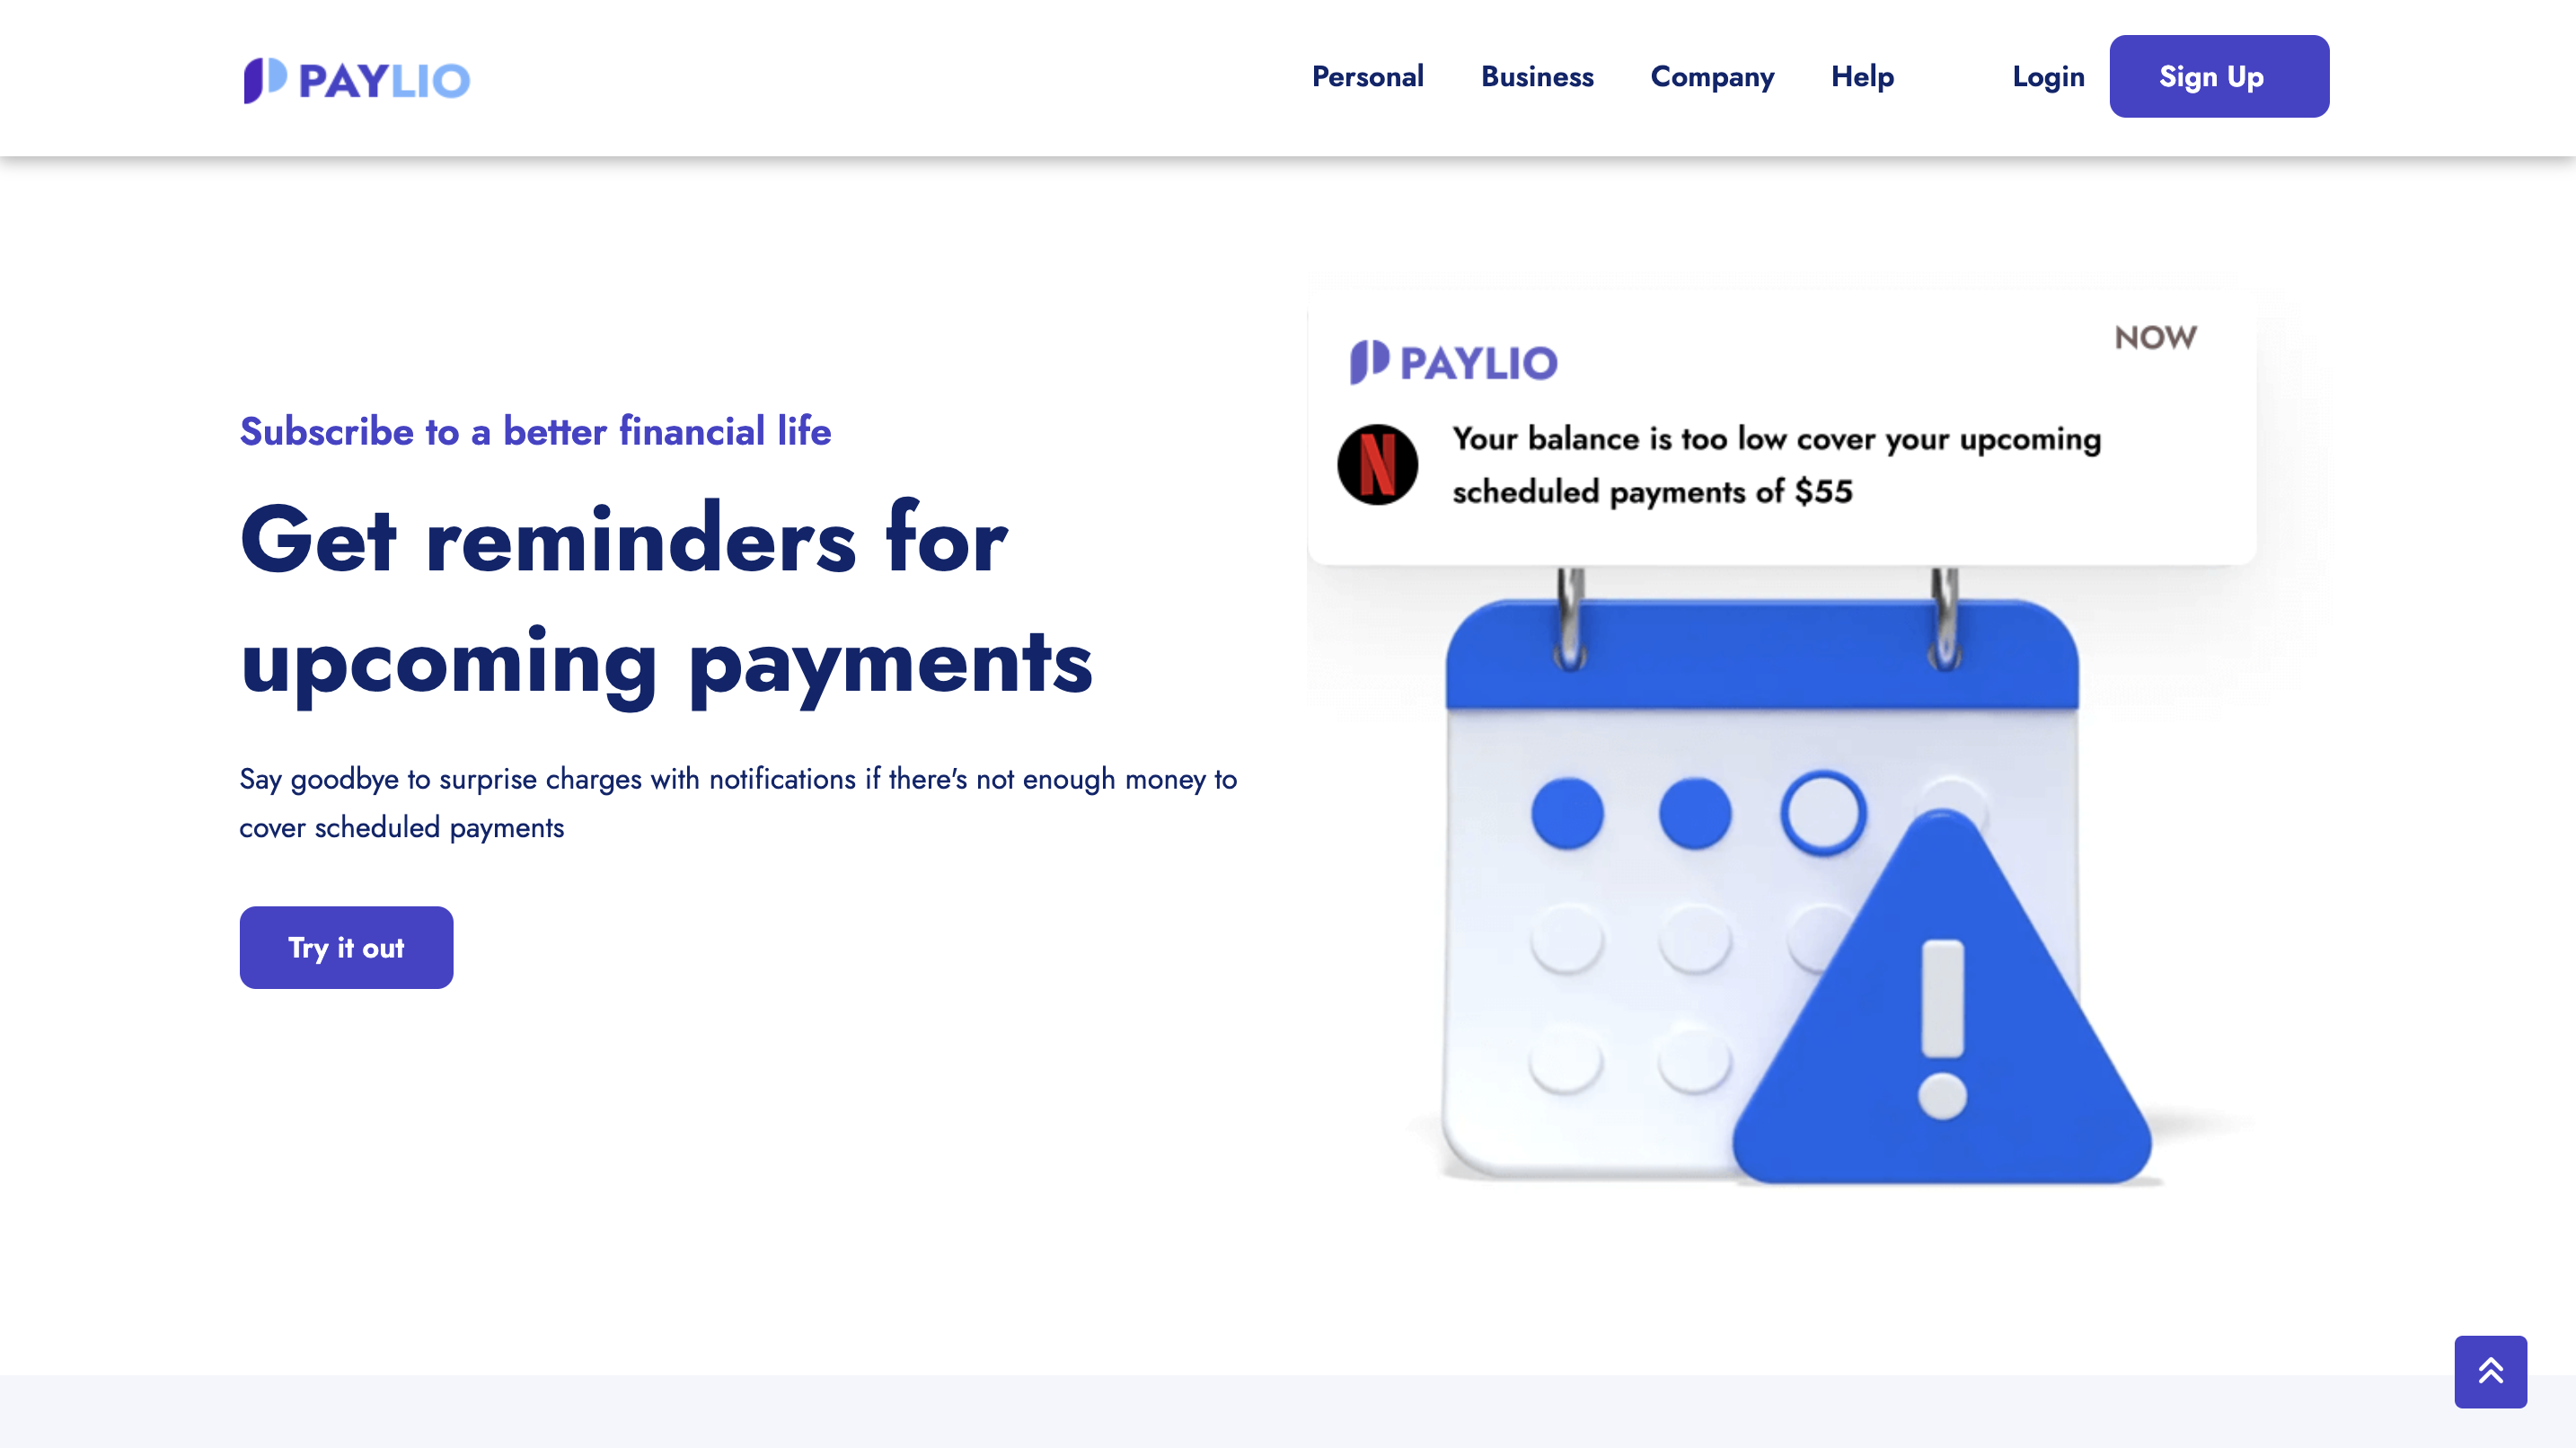 PAYLIO
Personal
Business
Company
Help
Login
Sign Up
Subscribe to a better financial life
Get reminders for
upcoming payments
Say goodbye to surprise charges with notifications if there's not enough money to
cover scheduled payments
Try it out
PAYLIO
NOW
N
Your balance is too low cover your upcoming
scheduled payments of $55